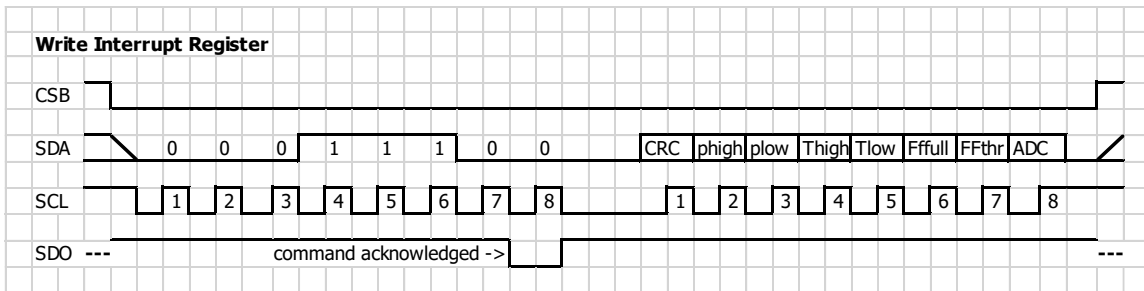 Write Interrupt Register
CSB
SDA 0 0 0 1 1 1 0 0 CRC phigh plow Thigh Tlow Fffull FFthr ADC
SCL 1 2 3 4 5 6 7 8 1 2 3 4 5 6 7 8
SDO --- command acknowledged -> ---